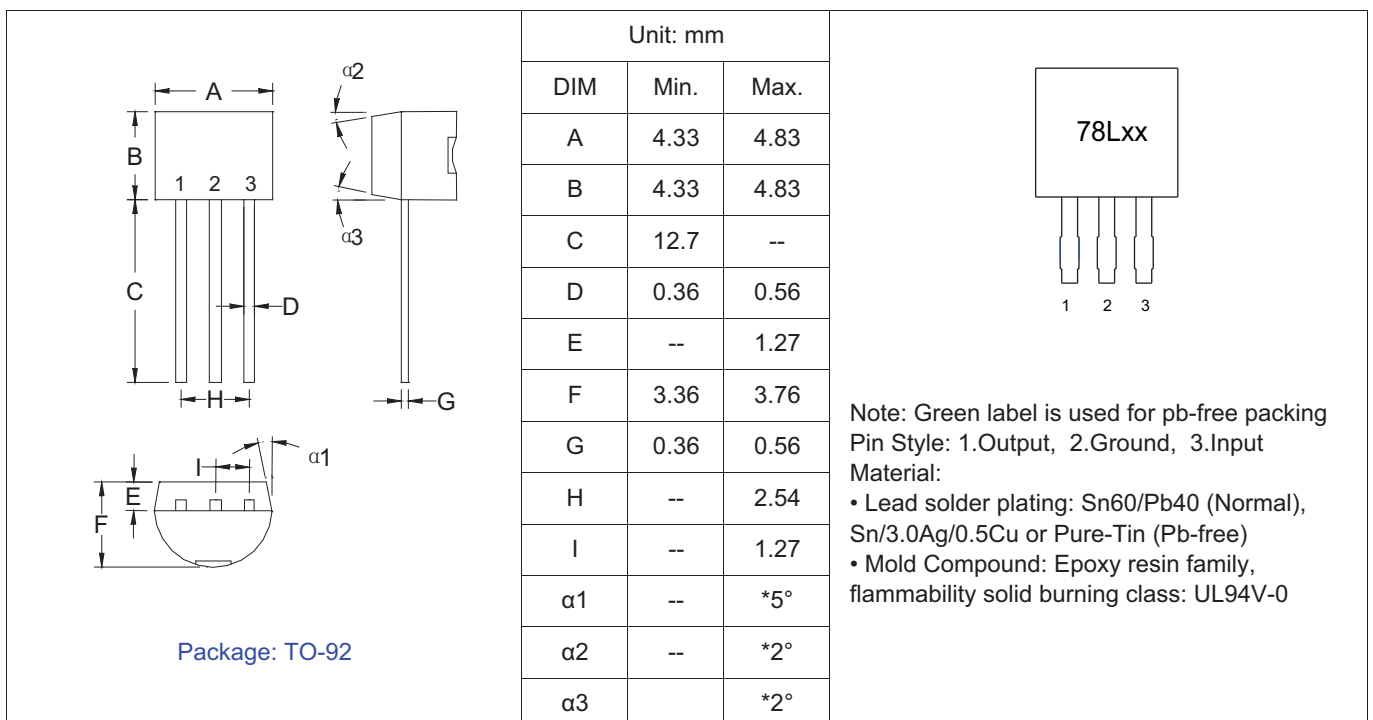 α2
A
B
1 2 3
α3
C
D
H
G
I
α1
E
F
Package: TO-92
Unit: mm
DIM Min. Max.
A 4.33 4.83
B 4.33 4.83
C 12.7 --
D 0.36 0.56
E -- 1.27
F 3.36 3.76
G 0.36 0.56
H -- 2.54
I -- 1.27
α1 -- *5°
α2 -- *2°
α3 *2°
78Lxx
1 2 3
Note: Green label is used for pb-free packing
Pin Style: 1.Output, 2.Ground, 3.Input
Material:
• Lead solder plating: Sn60/Pb40 (Normal),
Sn/3.0Ag/0.5Cu or Pure-Tin (Pb-free)
• Mold Compound: Epoxy resin family,
flammability solid burning class: UL94V-0